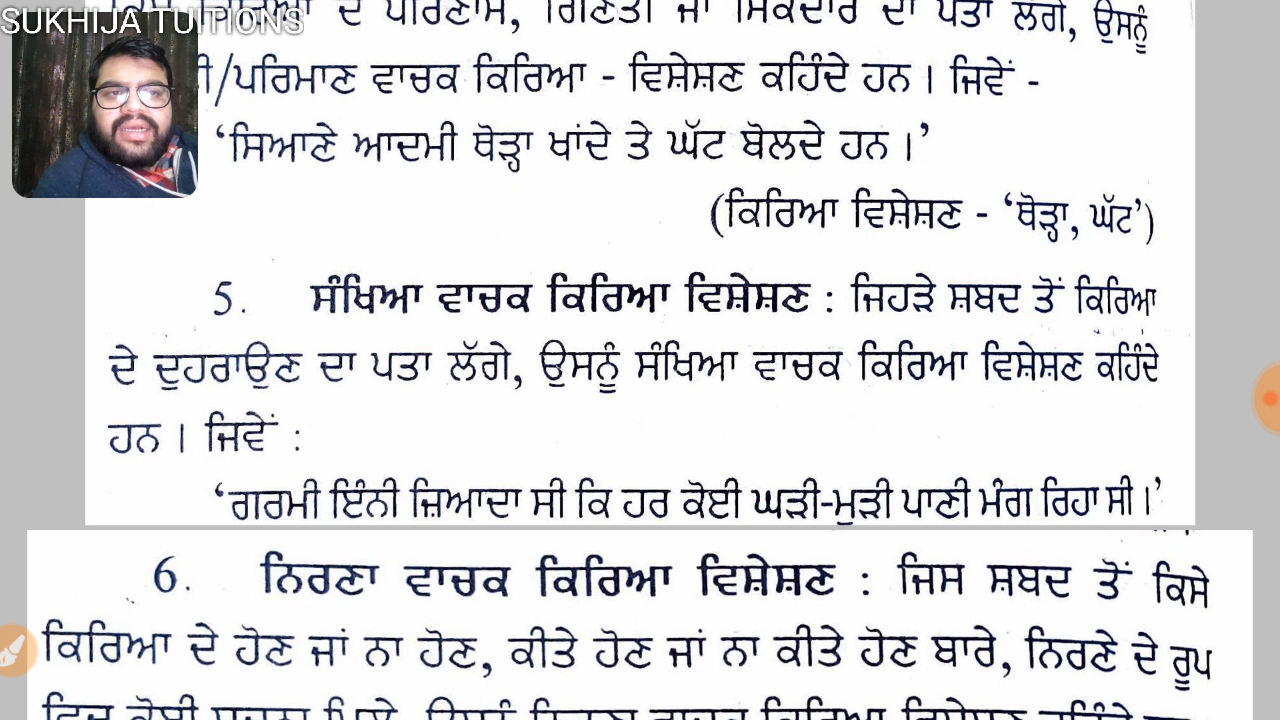 SUKHIJA TUITIONS
ਦੇ ਪਰਿਣਾਮ, ਗਿਣਤੀ ਜਾਂ ਮਿਕਦਾਰ ਦਾ ਪਤਾ ਲੱਗੇ, ਉਸਨੂੰ
/ਪਰਿਮਾਣ ਵਾਚਕ ਕਿਰਿਆ - ਵਿਸ਼ੇਸ਼ਣ ਕਹਿੰਦੇ ਹਨ। ਜਿਵੇਂ -
‘ਸਿਆਣੇ ਆਦਮੀ ਥੋੜ੍ਹਾ ਖਾਂਦੇ ਤੇ ਘੱਟ ਬੋਲਦੇ ਹਨ।’
(ਕਿਰਿਆ ਵਿਸ਼ੇਸ਼ਣ - ‘ਥੋੜ੍ਹਾ, ਘੱਟ’)
5. ਸੰਖਿਆ ਵਾਚਕ ਕਿਰਿਆ ਵਿਸ਼ੇਸ਼ਣ : ਜਿਹੜੇ ਸ਼ਬਦ ਤੋਂ ਕਿਰਿਆ
ਦੇ ਦੁਹਰਾਉਣ ਦਾ ਪਤਾ ਲੱਗੇ, ਉਸਨੂੰ ਸੰਖਿਆ ਵਾਚਕ ਕਿਰਿਆ ਵਿਸ਼ੇਸ਼ਣ ਕਹਿੰਦੇ
ਹਨ। ਜਿਵੇਂ :
‘ਗਰਮੀ ਇੰਨੀ ਜ਼ਿਆਦਾ ਸੀ ਕਿ ਹਰ ਕੋਈ ਘੜੀ-ਮੁੜੀ ਪਾਣੀ ਮੰਗ ਰਿਹਾ ਸੀ।’
6. ਨਿਰਣਾ ਵਾਚਕ ਕਿਰਿਆ ਵਿਸ਼ੇਸ਼ਣ : ਜਿਸ ਸ਼ਬਦ ਤੋਂ ਕਿਸੇ
ਕਿਰਿਆ ਦੇ ਹੋਣ ਜਾਂ ਨਾ ਹੋਣ, ਕੀਤੇ ਹੋਣ ਜਾਂ ਨਾ ਕੀਤੇ ਹੋਣ ਬਾਰੇ, ਨਿਰਣੇ ਦੇ ਰੂਪ